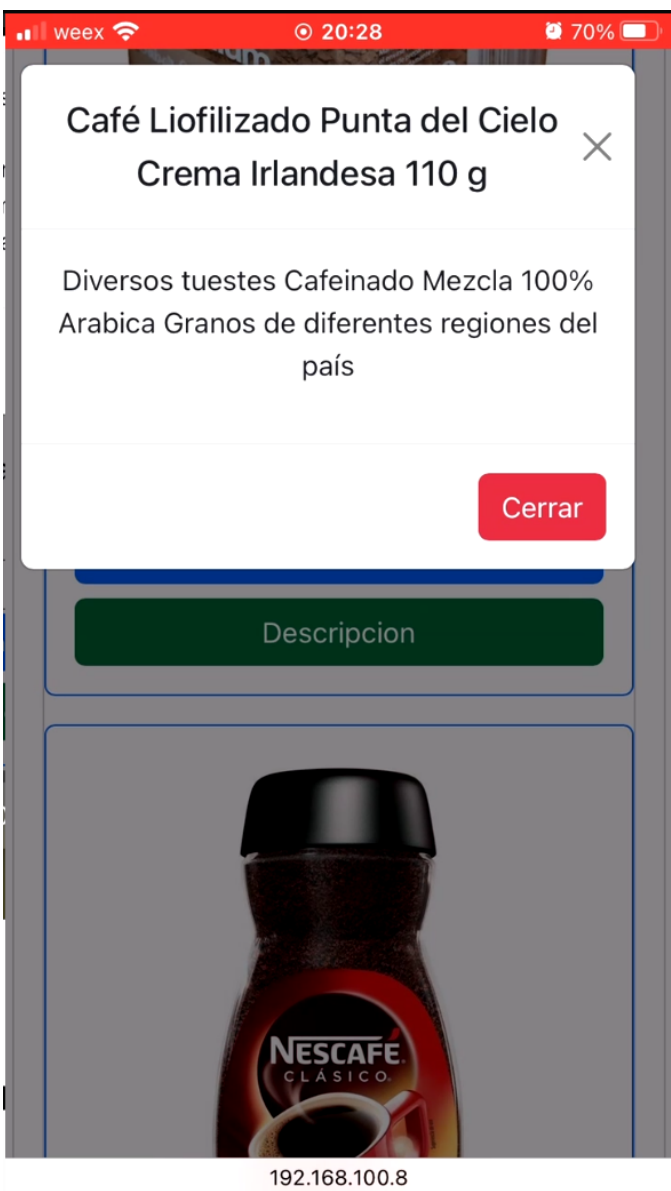 weex 20:28 70%
Café Liofilizado Punta del Cielo
Crema Irlandesa 110 g
Diversos tuestes Cafeinado Mezcla 100%
Arabica Granos de diferentes regiones del
país
Cerrar
Descripcion
NESCAFÉ
CLÁSICO
192.168.100.8